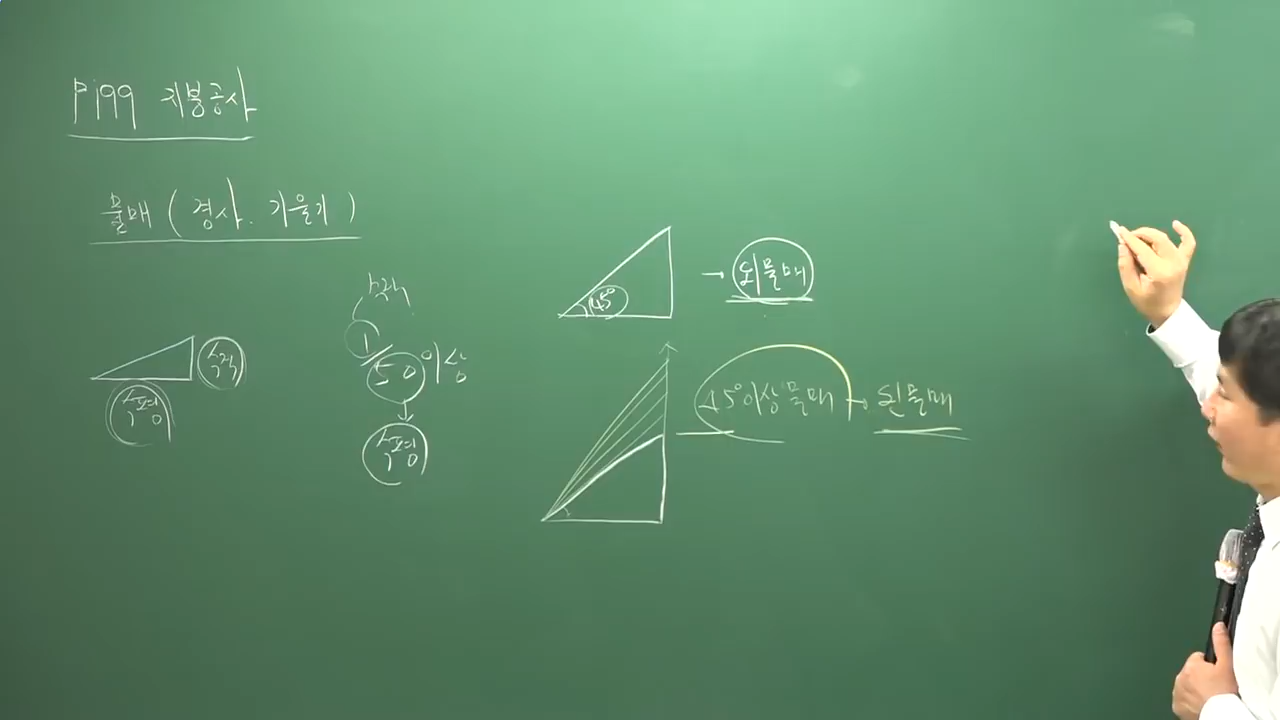 P199 지붕공사
물매 ( 경사. 기울기 )
수직
수평
수직
1/50 이상
수평
45° → 되물매
45°이상물매 → 된물매